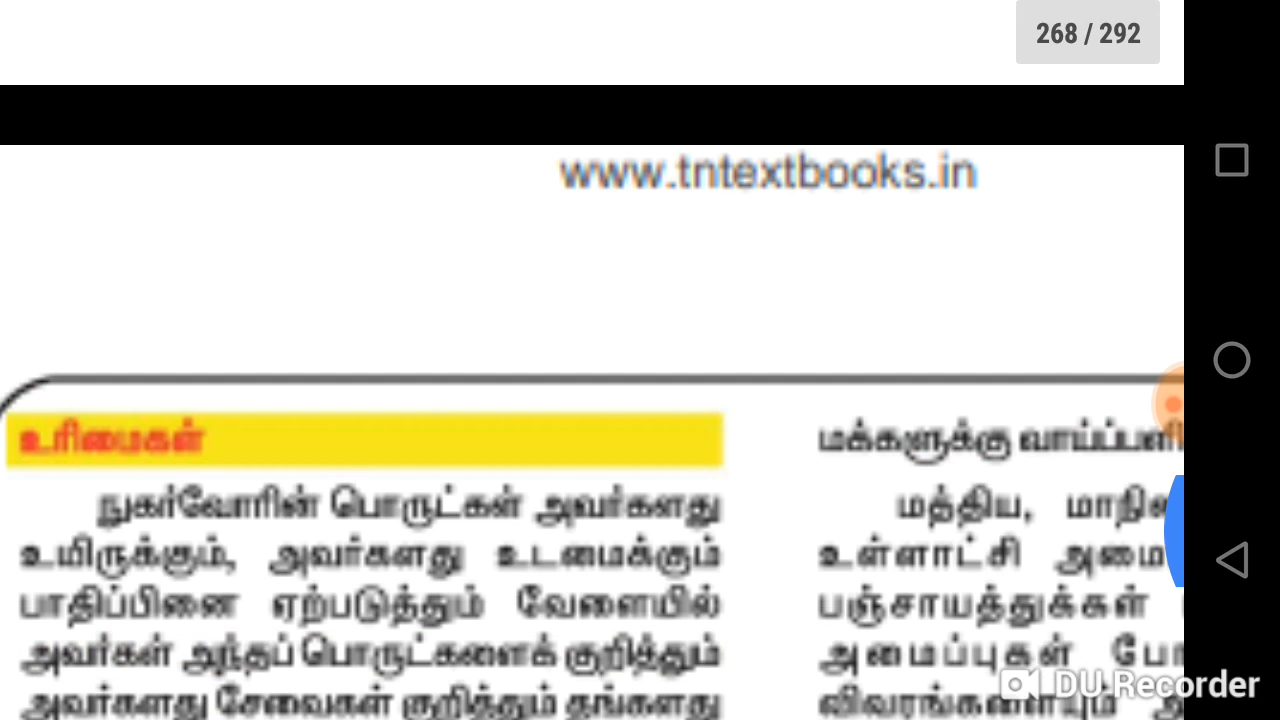 268 / 292
www.tntextbooks.in
உரிமைகள்
நுகர்வோரின் பொருட்கள் அவர்களது
உயிருக்கும், அவர்களது உடமைக்கும்
பாதிப்பினை ஏற்படுத்தும் வேளையில்
அவர்கள் அந்தப் பொருட்களைக் குறித்தும்
அவர்களது சேவைகள் குறித்தும் தங்களது
மக்களுக்கு
மத்திய,
உள்ளாட்சி
பஞ்சாயத்துக்கள்
அமைப்புகள்
விவரங்களையும்
DU Recorder